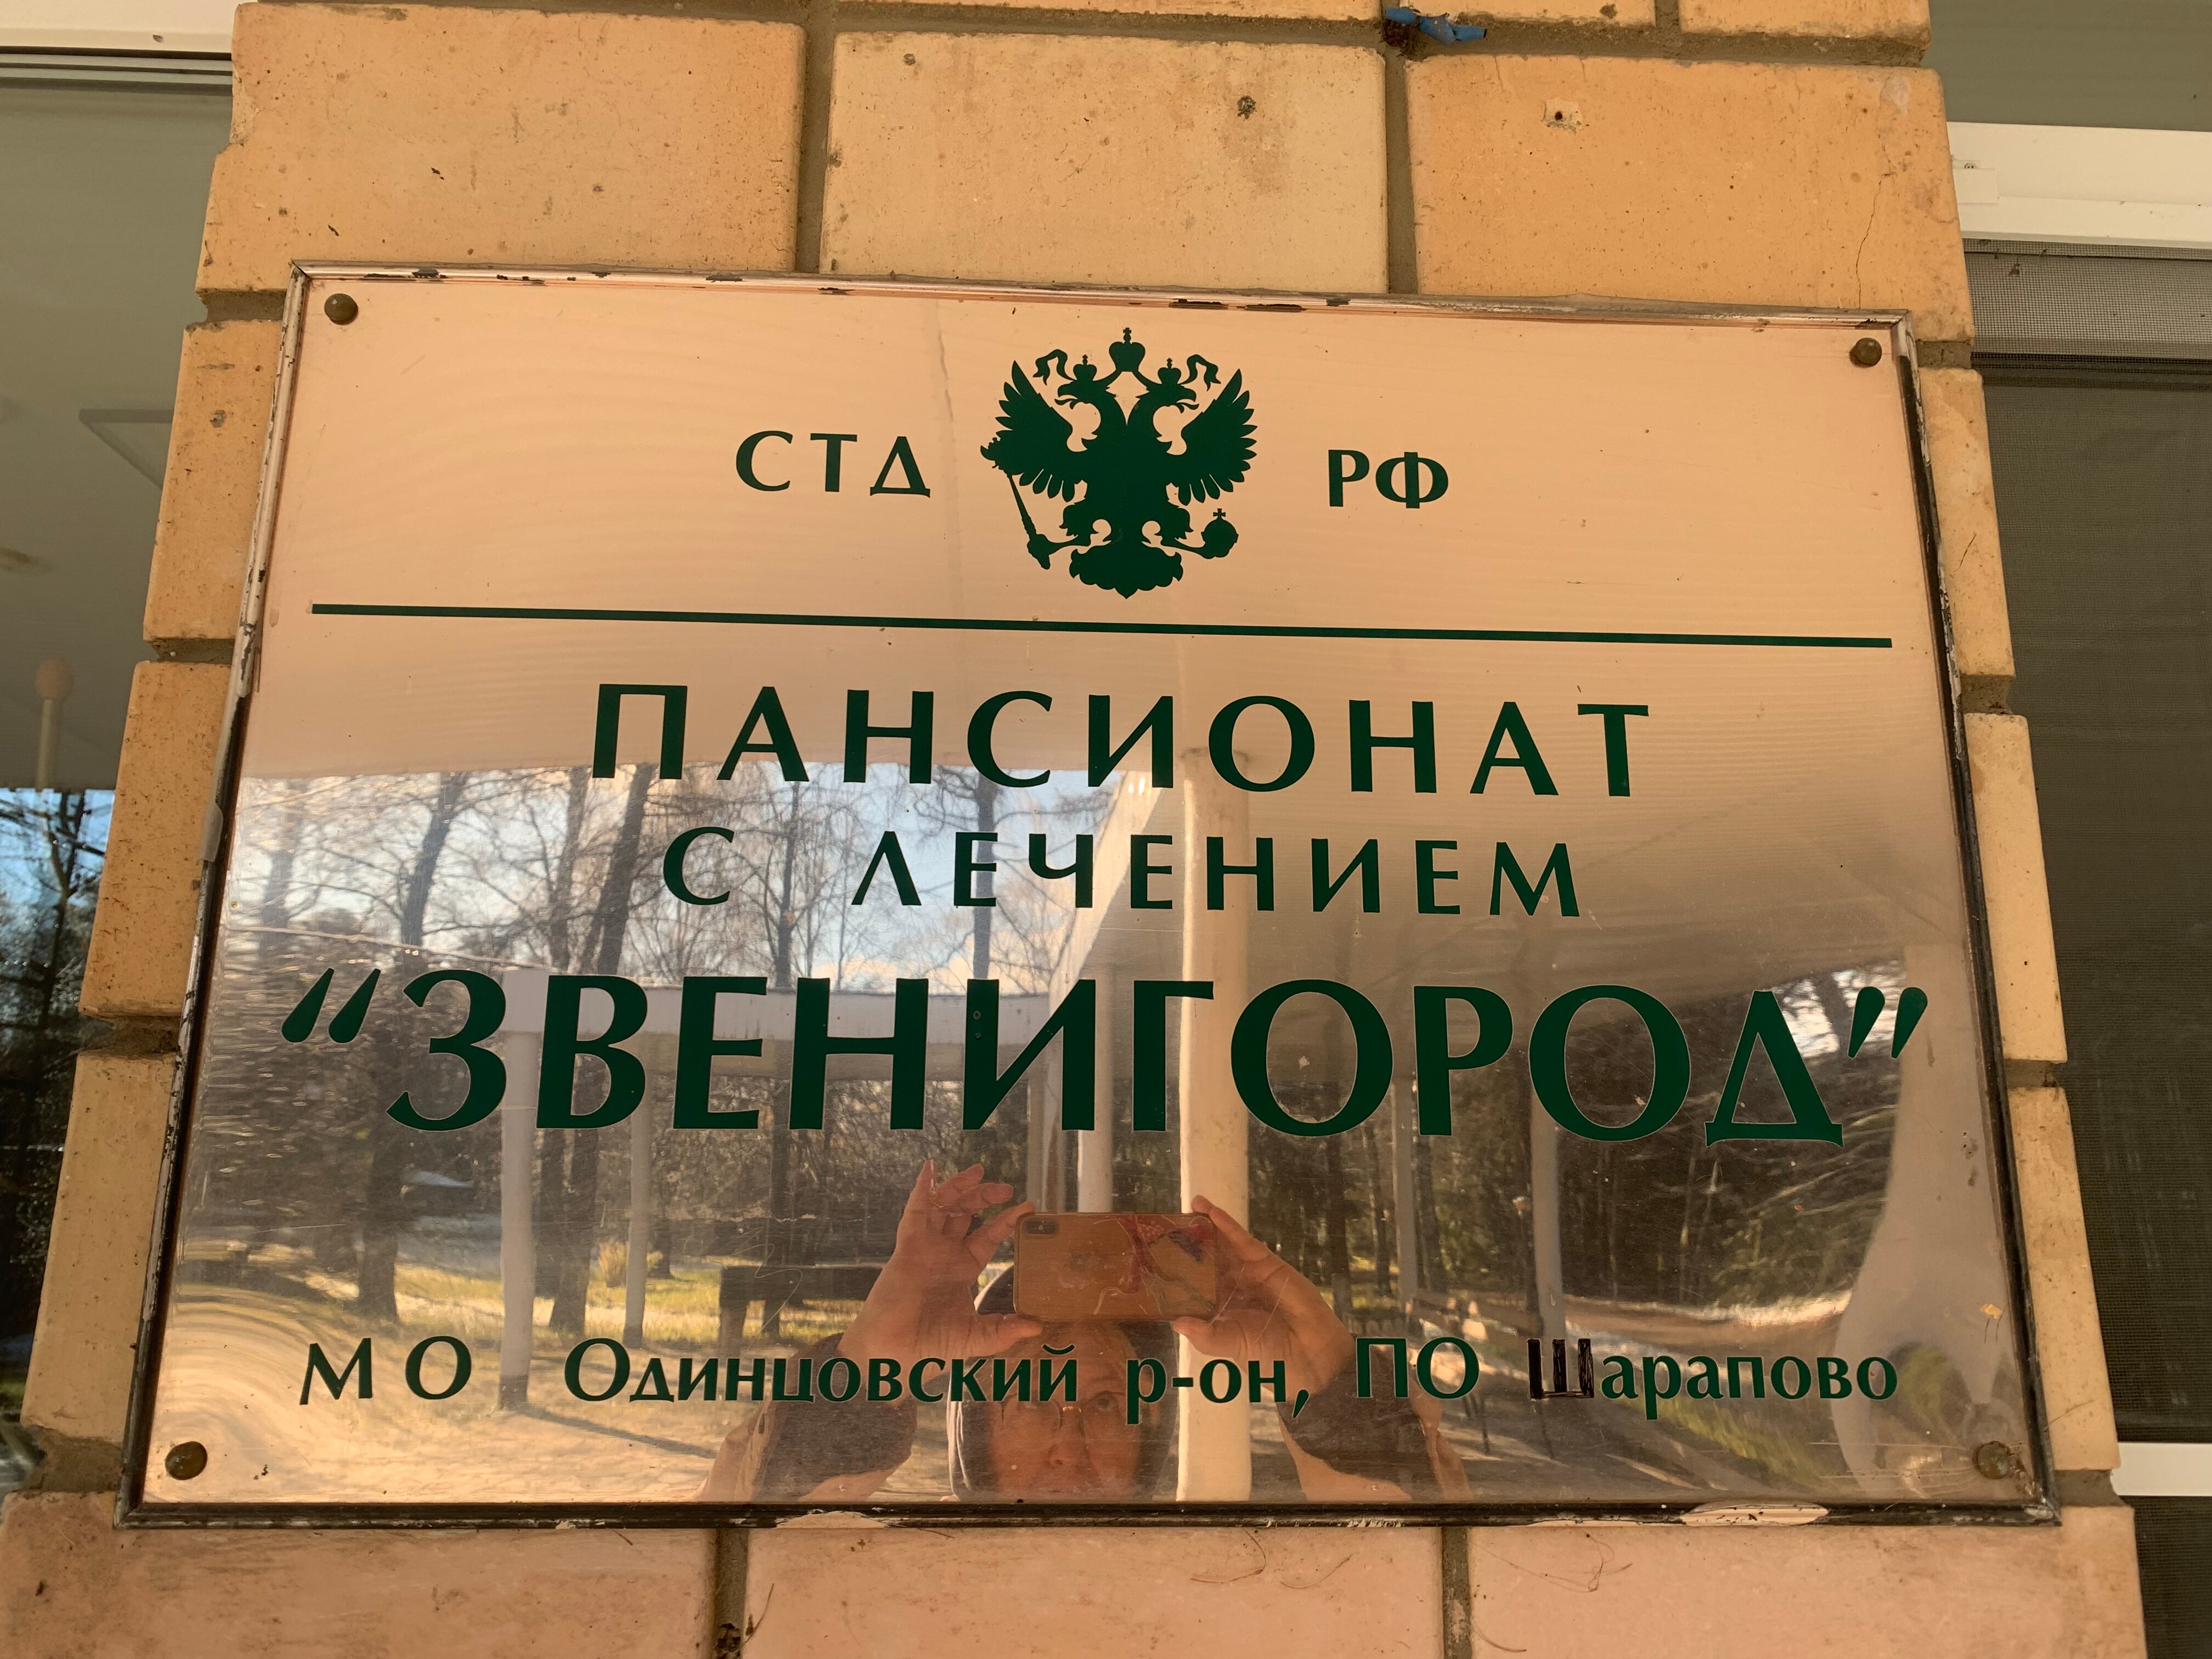 СТД РФ
ПАНСИОНАТ
С ЛЕЧЕНИЕМ
“ЗВЕНИГОРОД”
МО Одинцовский р-он, ПО Шарапово